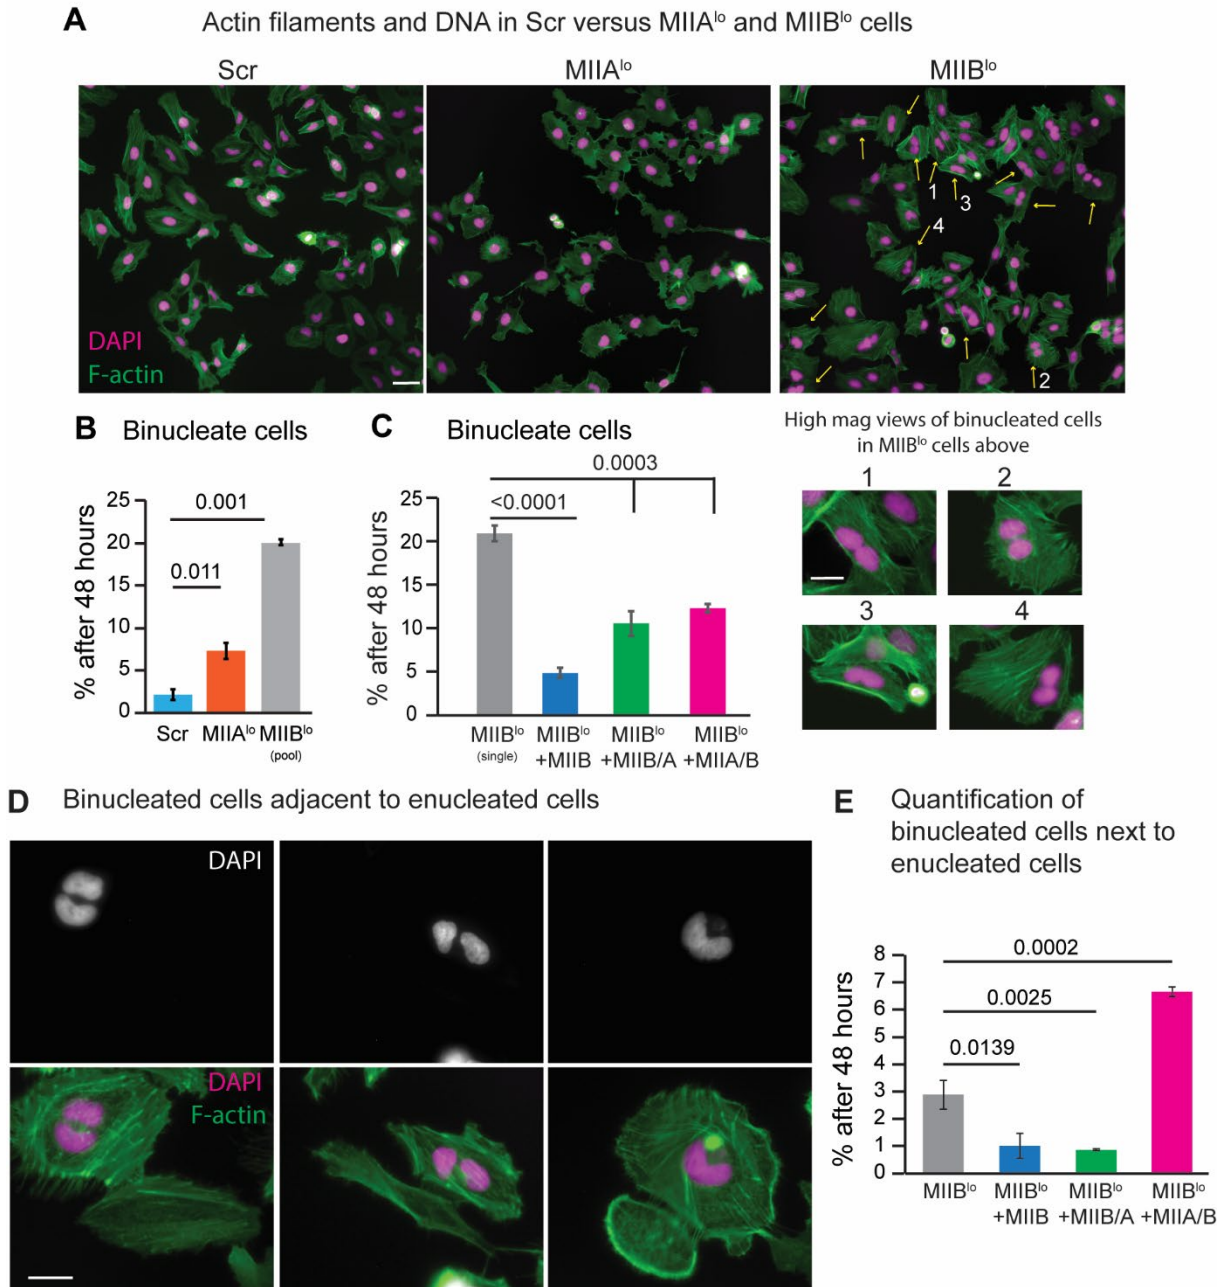 A Actin filaments and DNA in Scr versus MIIAˡᵒ and MIIBˡᵒ cells
Scr
MIIAˡᵒ
MIIBˡᵒ
DAPI
F-actin
1
3
4
2
B Binucleate cells
% after 48 hours
25
20
15
10
5
0
0.001
0.011
Scr
MIIAˡᵒ
MIIBˡᵒ
(pool)
C Binucleate cells
% after 48 hours
25
20
15
10
5
0
0.0003
<0.0001
MIIBˡᵒ
(single)
MIIBˡᵒ
+MIIB
MIIBˡᵒ
+MIIB/A
MIIBˡᵒ
+MIIA/B
High mag views of binucleated cells
in MIIBˡᵒ cells above
1
2
3
4
D Binucleated cells adjacent to enucleated cells
DAPI
DAPI
F-actin
E Quantification of
binucleated cells next to
enucleated cells
% after 48 hours
8
7
6
5
4
3
2
1
0
0.0002
0.0025
0.0139
MIIBˡᵒ
MIIBˡᵒ
+MIIB
MIIBˡᵒ
+MIIB/A
MIIBˡᵒ
+MIIA/B